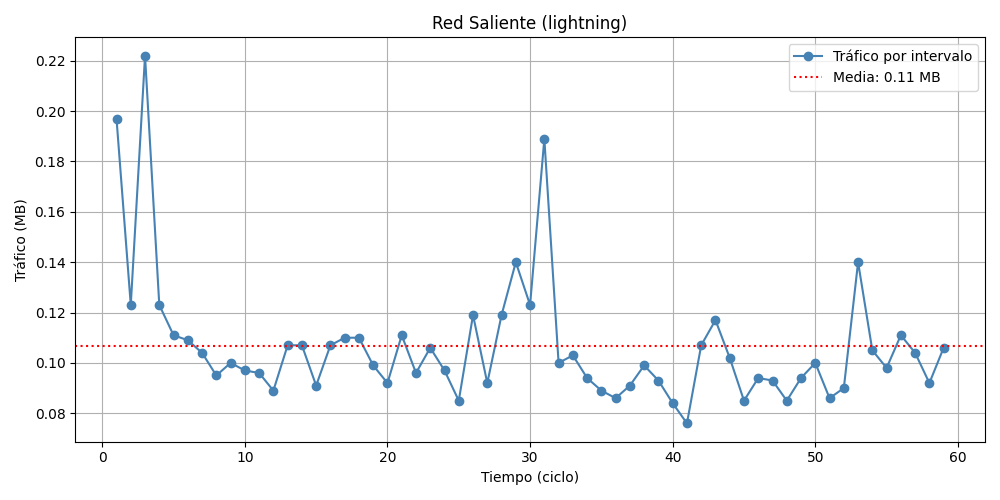 Red Saliente (lightning)
Tráfico por intervalo
Media: 0.11 MB
Tráfico (MB)
0.22
0.20
0.18
0.16
0.14
0.12
0.10
0.08
0 10 20 30 40 50 60
Tiempo (ciclo)